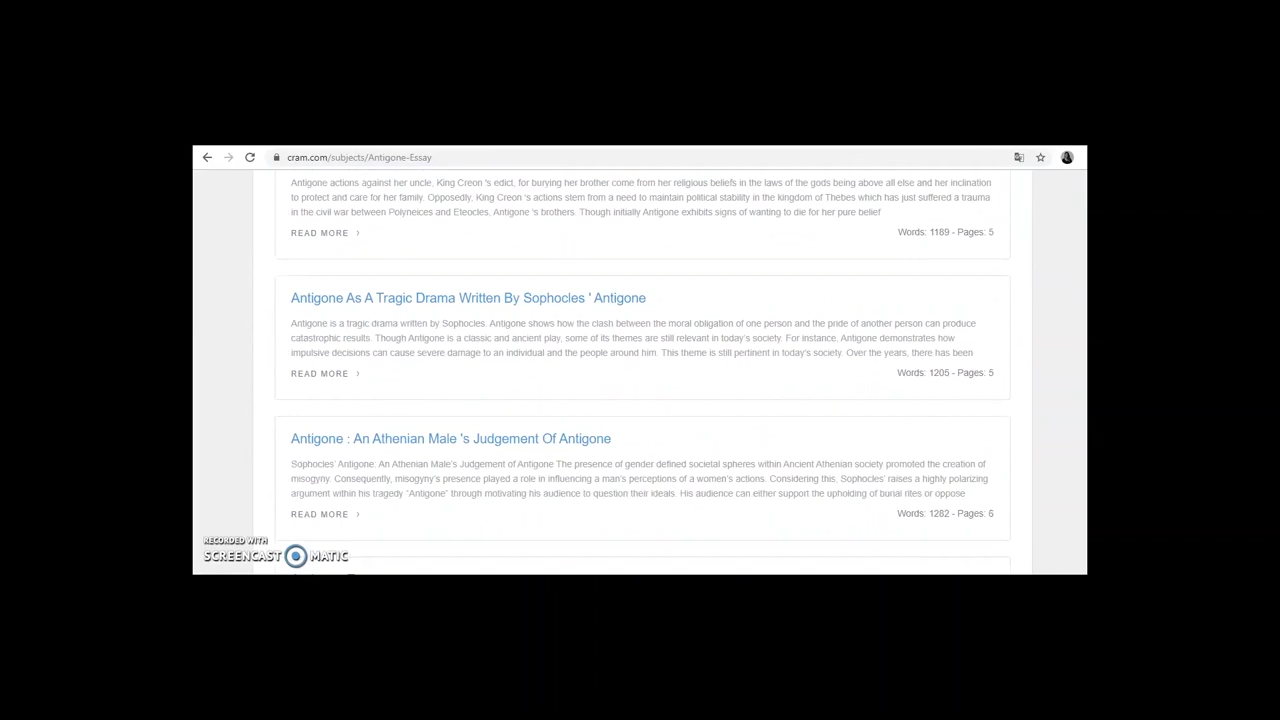 cram.com/subjects/Antigone-Essay
Antigone actions against her uncle, King Creon 's edict, for burying her brother come from her religious beliefs in the laws of the gods being above all else and her inclination
to protect and care for her family. Opposedly, King Creon 's actions stem from a need to maintain political stability in the kingdom of Thebes which has just suffered a trauma
in the civil war between Polyneices and Eteocles, Antigone 's brothers. Though initially Antigone exhibits signs of wanting to die for her pure belief
READ MORE ›
Words: 1189 - Pages: 5
Antigone As A Tragic Drama Written By Sophocles ' Antigone
Antigone is a tragic drama written by Sophocles. Antigone shows how the clash between the moral obligation of one person and the pride of another person can produce
catastrophic results. Though Antigone is a classic and ancient play, some of its themes are still relevant in today's society. For instance, Antigone demonstrates how
impulsive decisions can cause severe damage to an individual and the people around him. This theme is still pertinent in today's society. Over the years, there has been
READ MORE ›
Words: 1205 - Pages: 5
Antigone : An Athenian Male 's Judgement Of Antigone
Sophocles' Antigone: An Athenian Male's Judgement of Antigone The presence of gender defined societal spheres within Ancient Athenian society promoted the creation of
misogyny. Consequently, misogyny's presence played a role in influencing a man's perceptions of a women's actions. Considering this, Sophocles' raises a highly polarizing
argument within his tragedy "Antigone" through motivating his audience to question their ideals. His audience can either support the upholding of burial rites or oppose
READ MORE ›
Words: 1282 - Pages: 6
RECORDED WITH
SCREENCAST MATIC